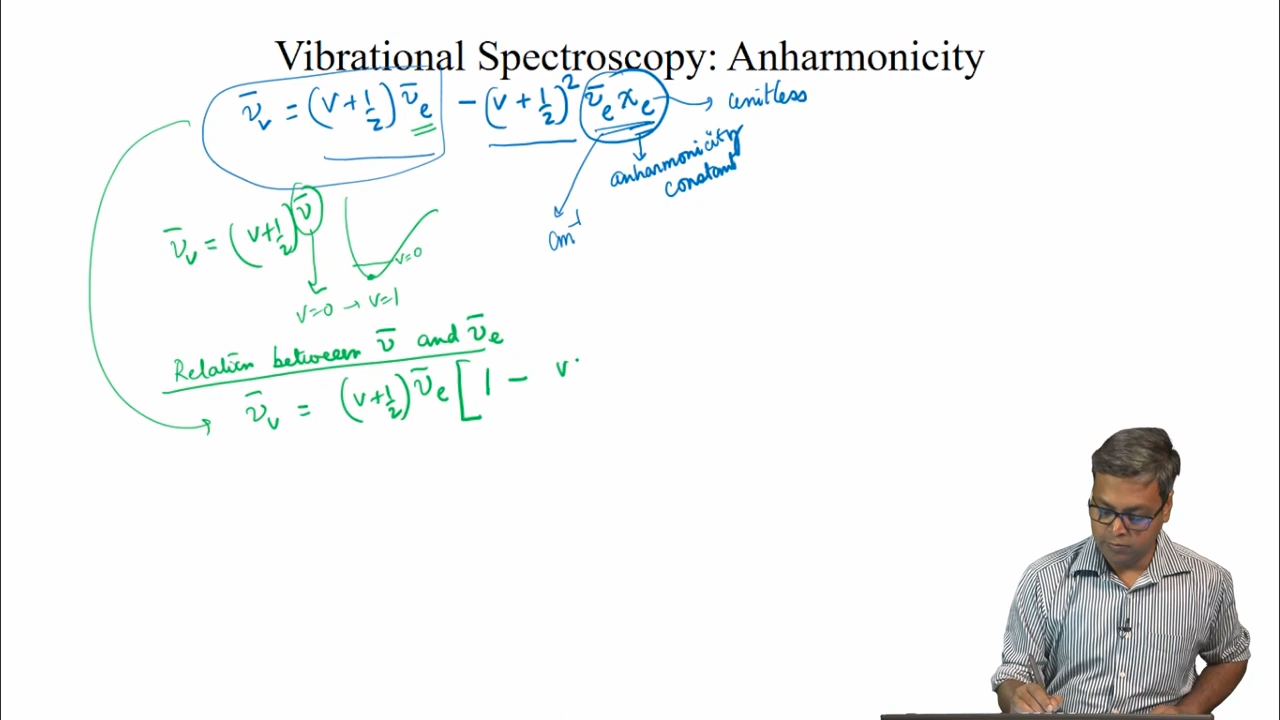 Vibrational Spectroscopy: Anharmonicity
ν̄ᵥ = (v+1/2) ν̄ₑ - (v+1/2)² ν̄ₑ xₑ → unitless
anharmonicity
constant
cm⁻¹
ν̄ᵥ = (v+1/2) ν̄
v=0
v=0 → v=1
Relation between ν̄ and ν̄ₑ
ν̄ᵥ = (v+1/2) ν̄ₑ [1 - v